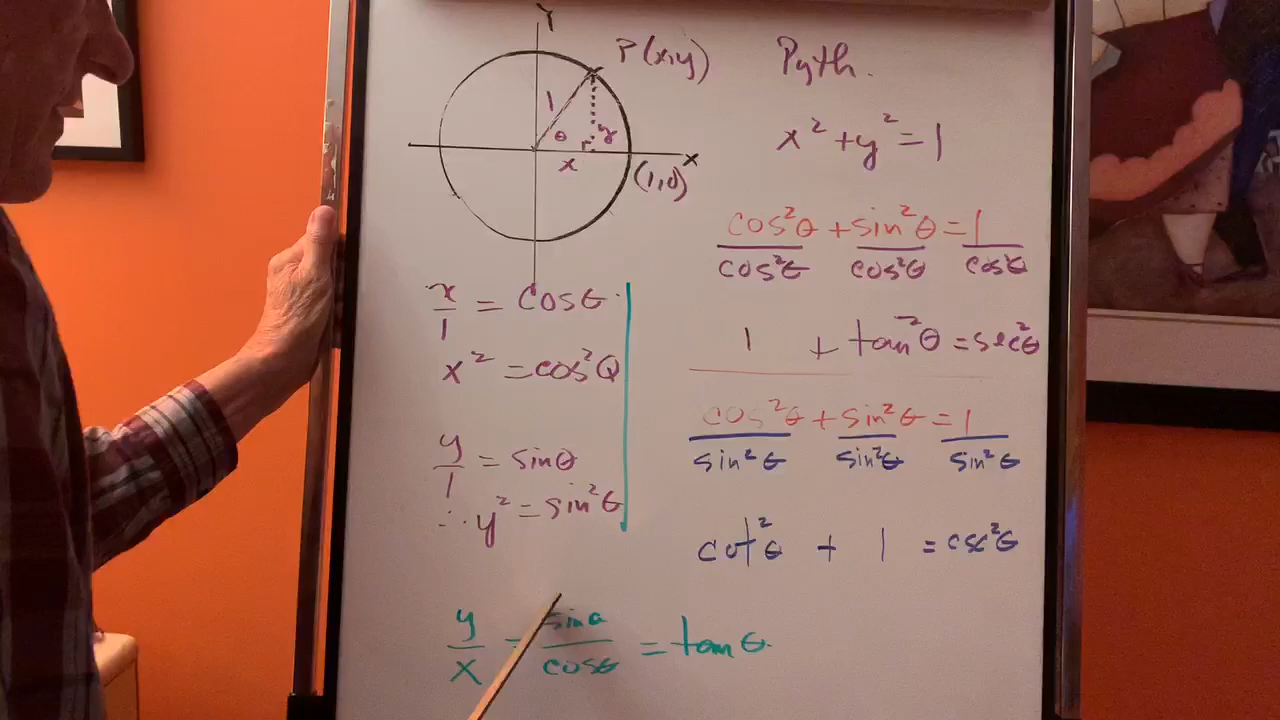 Y
P(x,y)
1
θ
y
x
X
(1,0)
x/1 = cosθ
x² = cos²Q
y/1 = sinθ
∴ y² = sin²θ
y/x = sinθ/cosθ = tanθ
Pyth.
x² + y² = 1
cos²θ/cos²θ + sin²θ/cos²θ = 1/cos²θ
1 + tan²θ = sec²θ
cos²θ/sin²θ + sin²θ/sin²θ = 1/sin²θ
cot²θ + 1 = csc²θ